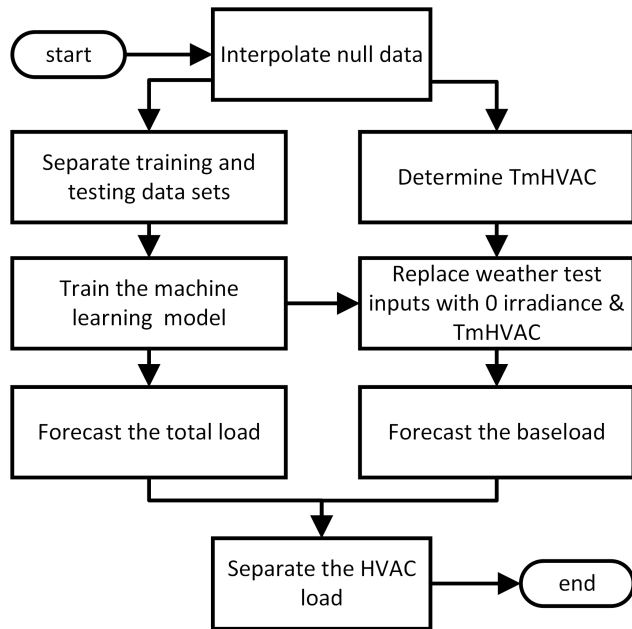 start
Interpolate null data
Separate training and
testing data sets
Determine TmHVAC
Train the machine
learning model
Replace weather test
inputs with 0 irradiance &
TmHVAC
Forecast the total load
Forecast the baseload
Separate the HVAC
load
end